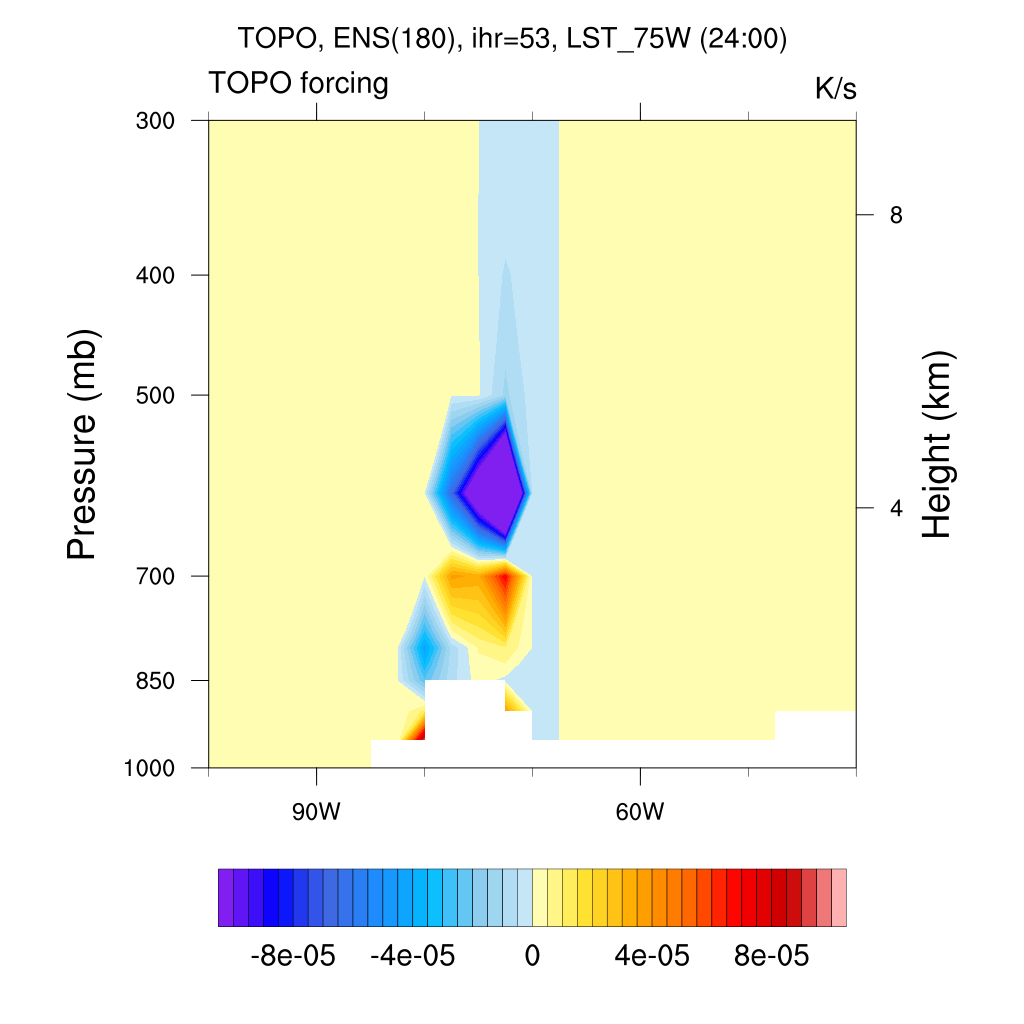 TOPO, ENS(180), ihr=53, LST_75W (24:00)
TOPO forcing
K/s
300
400
500
700
850
1000
Pressure (mb)
8
4
Height (km)
90W
60W
-8e-05 -4e-05 0 4e-05 8e-05